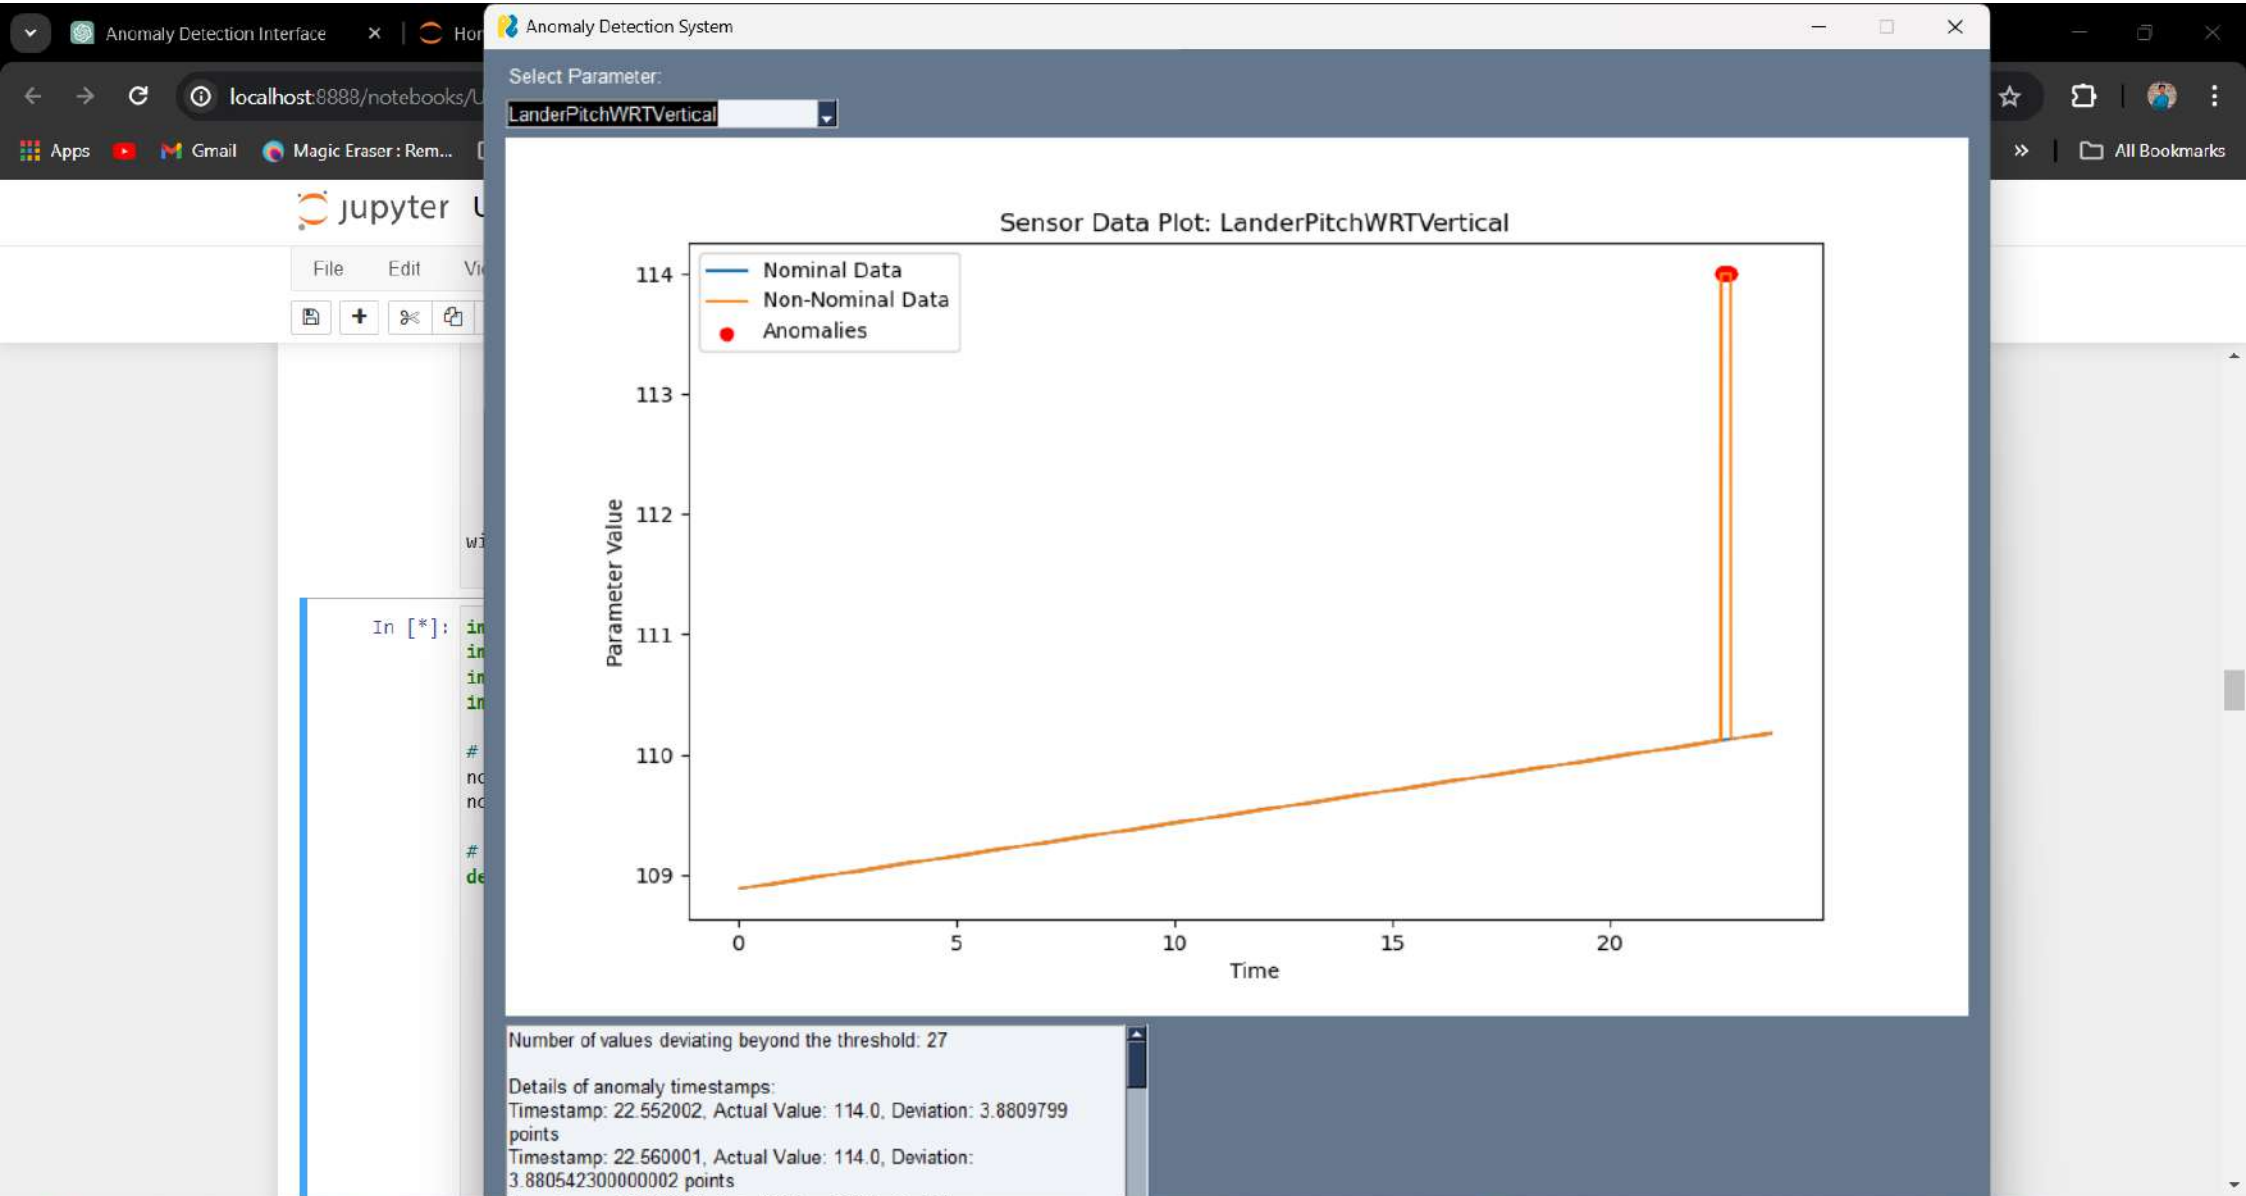 Anomaly Detection Interface
Anomaly Detection System
localhost:8888/notebooks/U
Select Parameter:
LanderPitchWRTVertical
Apps
Gmail
Magic Eraser : Rem...
All Bookmarks
jupyter
File
Edit
Sensor Data Plot: LanderPitchWRTVertical
Nominal Data
Non-Nominal Data
Anomalies
114
113
112
111
110
109
Parameter Value
0
5
10
15
20
Time
In [*]:
#
#
Number of values deviating beyond the threshold: 27
Details of anomaly timestamps:
Timestamp: 22.552002, Actual Value: 114.0, Deviation: 3.8809799
points
Timestamp: 22.560001, Actual Value: 114.0, Deviation:
3.880542300000002 points